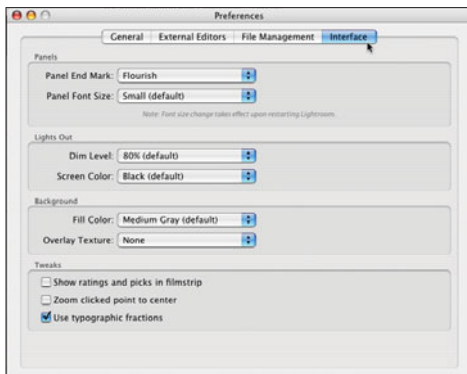 Preferences
General External Editors File Management Interface
Panels
Panel End Mark: Flourish
Panel Font Size: Small (default)
Note: Font size change takes effect upon restarting Lightroom.
Lights Out
Dim Level: 80% (default)
Screen Color: Black (default)
Background
Fill Color: Medium Gray (default)
Overlay Texture: None
Tweaks
Show ratings and picks in filmstrip
Zoom clicked point to center
Use typographic fractions